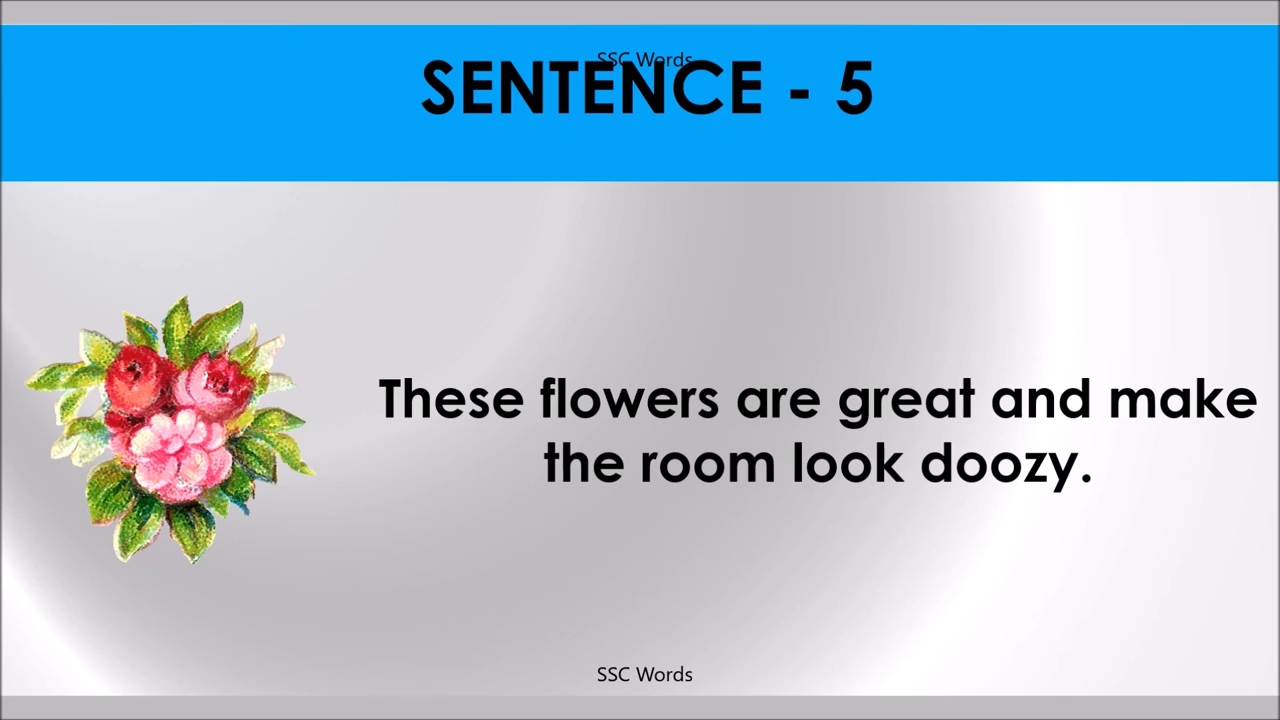 SSC Words
SENTENCE - 5
These flowers are great and make
the room look doozy.
SSC Words